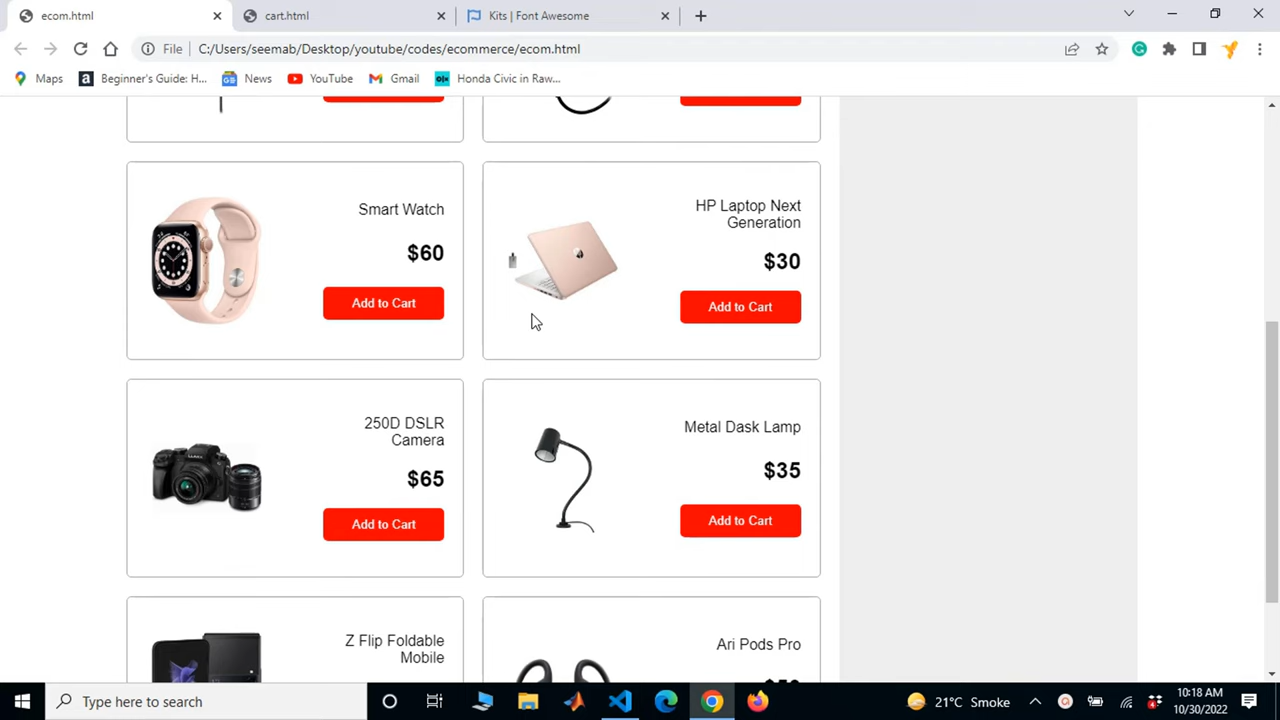 ecom.html
cart.html
Kits | Font Awesome
File
C:/Users/seemab/Desktop/youtube/codes/ecommerce/ecom.html
Maps
Beginner's Guide: H...
News
YouTube
Gmail
Honda Civic in Raw...
Smart Watch
$60
Add to Cart
HP Laptop Next
Generation
$30
Add to Cart
250D DSLR
Camera
$65
Add to Cart
Metal Dask Lamp
$35
Add to Cart
Z Flip Foldable
Mobile
Ari Pods Pro
Type here to search
21°C Smoke
10:18 AM
10/30/2022